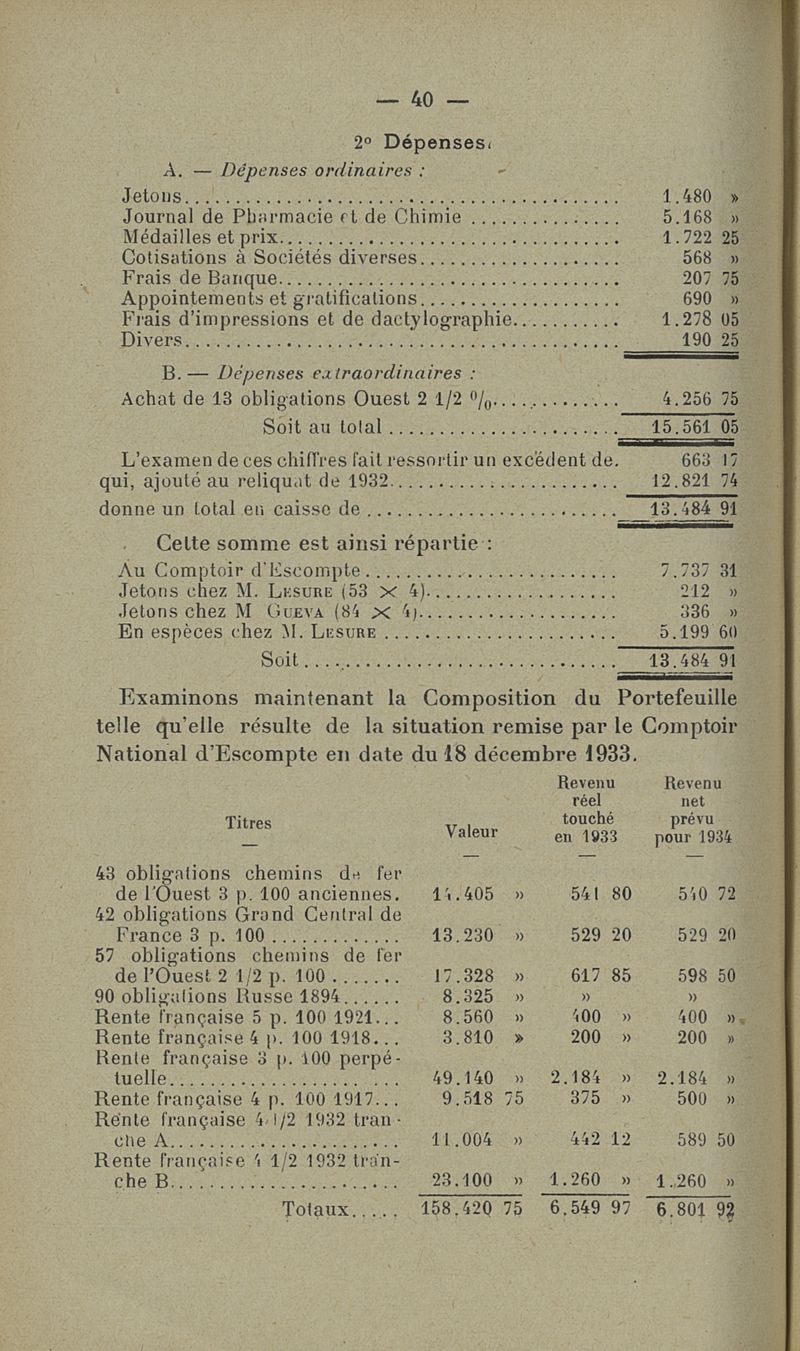 — 40 —
2° Dépenses.
A. — Dépenses ordinaires :
Jetons..... 1.480 »
Journal de Pharmacie et de Chimie..... 5.168 »
Médailles et prix..... 1.722 25
Cotisations à Sociétés diverses..... 568 »
Frais de Banque..... 207 75
Appointements et gratifications..... 690 »
Frais d'impressions et de dactylographie..... 1.278 05
Divers..... 190 25
B. — Dépenses extraordinaires :
Achat de 13 obligations Ouest 2 1/2 %..... 4.256 75
Soit au total..... 15.561 05
L'examen de ces chiffres fait ressortir un excédent de. 663 17
qui, ajouté au reliquat de 1932..... 12.821 74
donne un total en caisse de..... 13.484 91
Cette somme est ainsi répartie :
Au Comptoir d'Escompte..... 7.737 31
Jetons chez M. LESURE (53 × 4)..... 212 »
Jetons chez M GUEVA (84 × 4)..... 336 »
En espèces chez M. LESURE..... 5.199 60
Soit..... 13.484 91
Examinons maintenant la Composition du Portefeuille
telle qu'elle résulte de la situation remise par le Comptoir
National d'Escompte en date du 18 décembre 1933.
Revenu Revenu
réel net
Titres Valeur touché prévu
en 1933 pour 1934
43 obligations chemins de fer
de l'Ouest 3 p. 100 anciennes. 14.405 » 541 80 540 72
42 obligations Grand Central de
France 3 p. 100..... 13.230 » 529 20 529 20
57 obligations chemins de fer
de l'Ouest 2 1/2 p. 100..... 17.328 » 617 85 598 50
90 obligations Russe 1894..... 8.325 » » »
Rente française 5 p. 100 1921... 8.560 » 400 » 400 »
Rente française 4 p. 100 1918... 3.810 » 200 » 200 »
Rente française 3 p. 100 perpé-
tuelle..... 49.140 » 2.184 » 2.184 »
Rente française 4 p. 100 1917... 9.518 75 375 » 500 »
Rente française 4 1/2 1932 tran-
che A..... 11.004 » 442 12 589 50
Rente française 4 1/2 1932 tran-
che B..... 23.100 » 1.260 » 1.260 »
Totaux..... 158.420 75 6.549 97 6.801 92